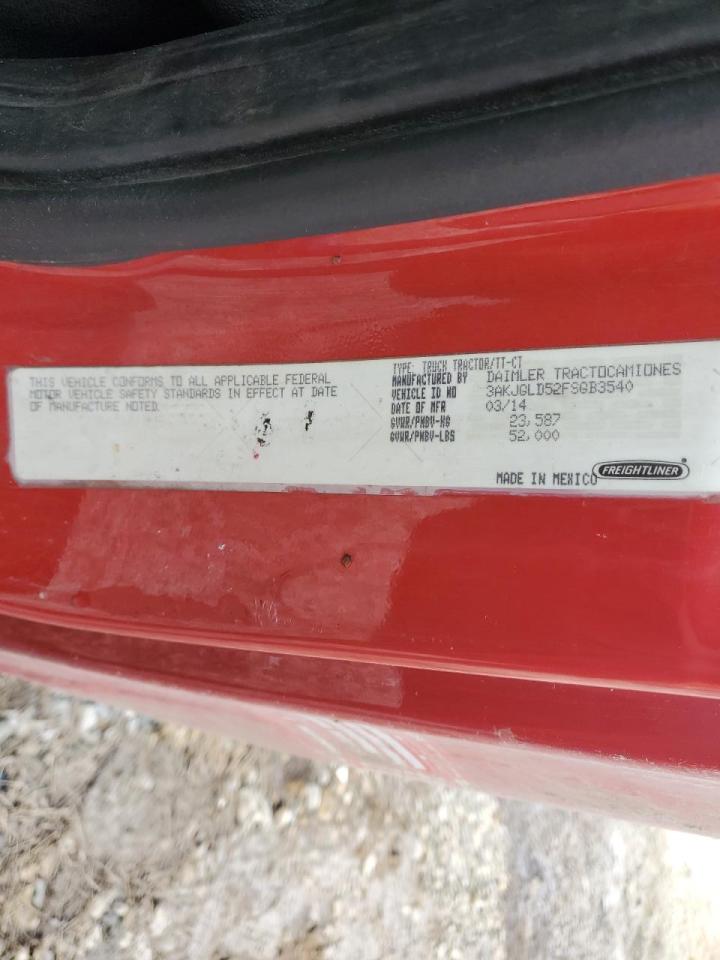 THIS VEHICLE CONFORMS TO ALL APPLICABLE FEDERAL
MOTOR VEHICLE SAFETY STANDARDS IN EFFECT AT DATE
OF MANUFACTURE NOTED.
TYPE: TRUCK TRACTOR/TT-CT
MANUFACTURED BY DAIMLER TRACTOCAMIONES
VEHICLE ID NO 3AKJGLD52FSGB3540
DATE OF MFR 03/14
GVWR/PMBV-KG 23,587
GVWR/PMBV-LBS 52,000
MADE IN MEXICO FREIGHTLINER